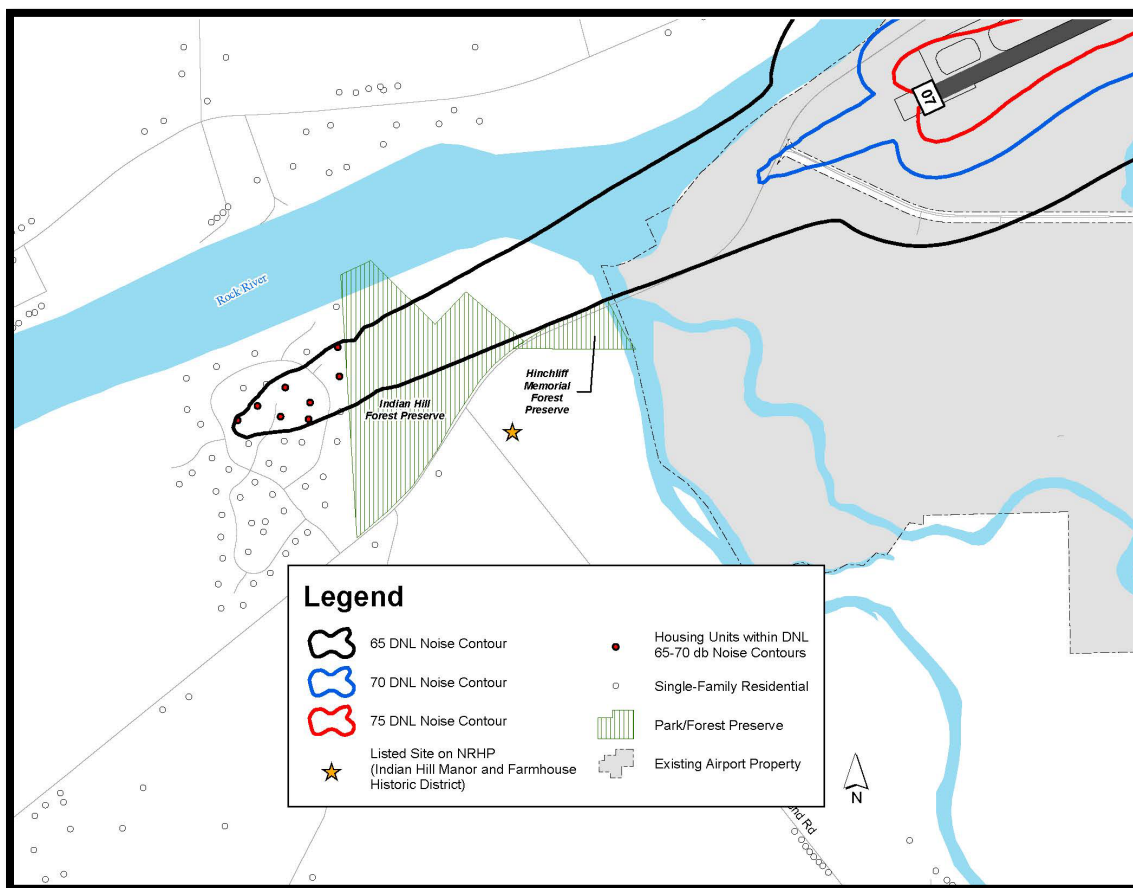 07
Rock River
Hinchliff
Memorial
Forest
Preserve
Indian Hill
Forest Preserve
Legend
65 DNL Noise Contour
70 DNL Noise Contour
75 DNL Noise Contour
Listed Site on NRHP
(Indian Hill Manor and Farmhouse
Historic District)
Housing Units within DNL
65-70 db Noise Contours
Single-Family Residential
Park/Forest Preserve
Existing Airport Property
N
Rd